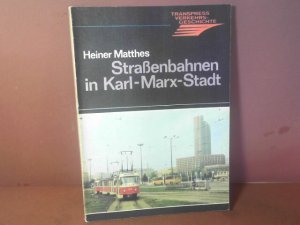 TRANSPRESS
VERKEHRS-
GESCHICHTE
Heiner Matthes
Straßenbahnen
in Karl-Marx-Stadt